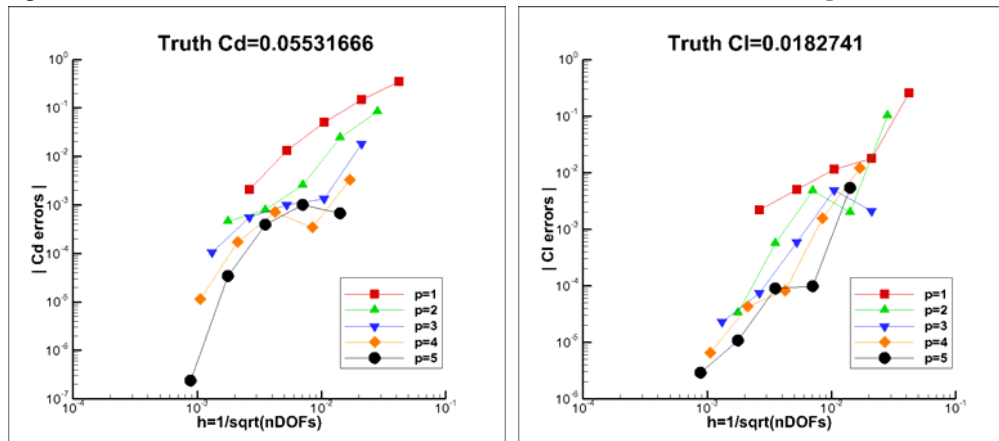 Truth Cd=0.05531666
10^0
10^-1
10^-2
10^-3
10^-4
10^-5
10^-6
10^-7
| Cd errors |
p=1
p=2
p=3
p=4
p=5
10^-4
10^-3
10^-2
10^-1
h=1/sqrt(nDOFs)
Truth Cl=0.0182741
10^0
10^-1
10^-2
10^-3
10^-4
10^-5
10^-6
| Cl errors |
p=1
p=2
p=3
p=4
p=5
10^-4
10^-3
10^-2
10^-1
h=1/sqrt(nDOFs)